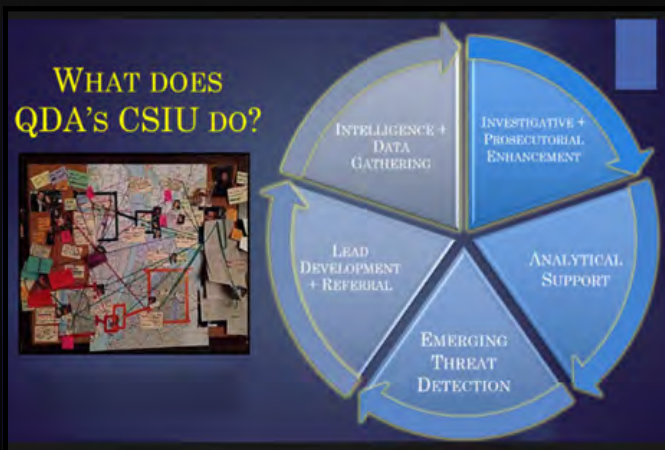 WHAT DOES
QDA'S CSIU DO?
INTELLIGENCE +
DATA
GATHERING
INVESTIGATIVE +
PROSECUTORIAL
ENHANCEMENT
LEAD
DEVELOPMENT
+ REFERRAL
ANALYTICAL
SUPPORT
EMERGING
THREAT
DETECTION